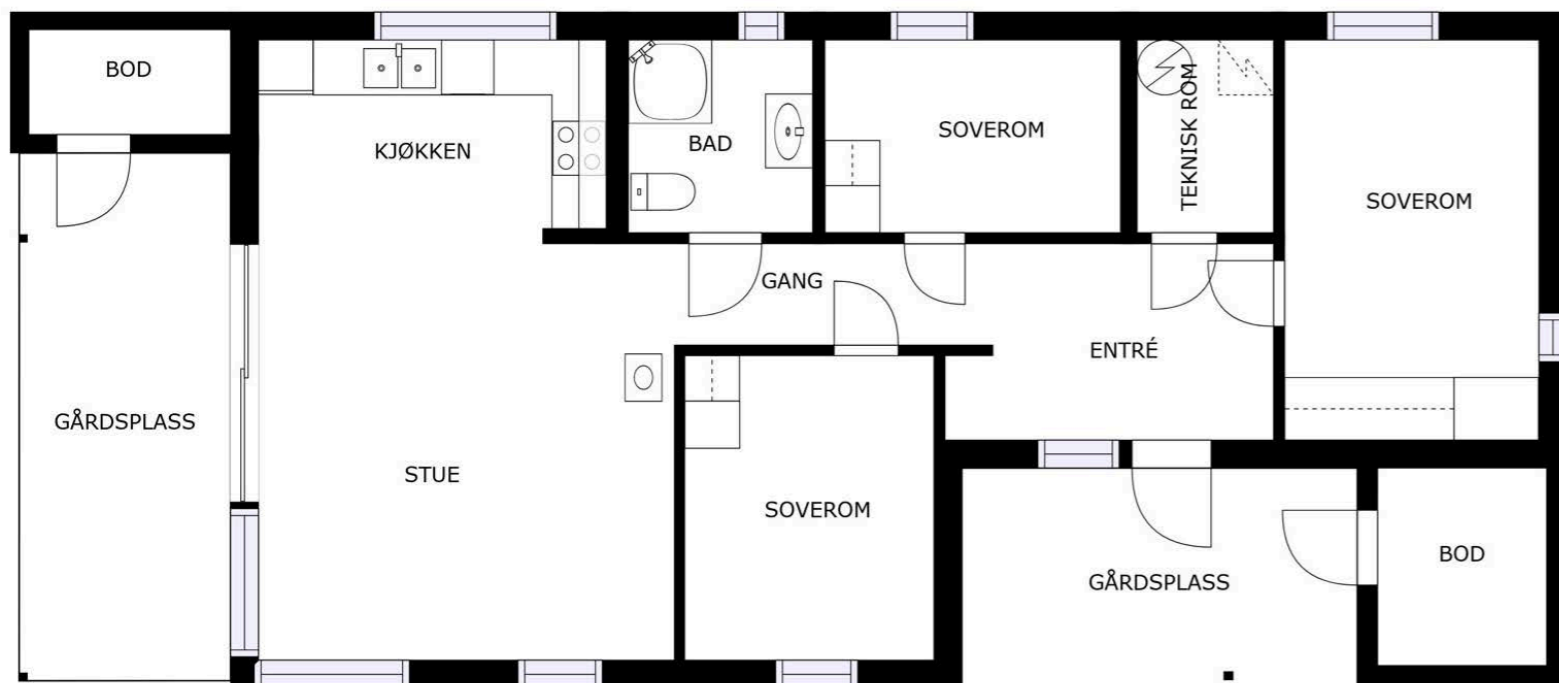 BOD
KJØKKEN
BAD
SOVEROM
TEKNISK ROM
SOVEROM
GANG
ENTRÉ
GÅRDSPLASS
STUE
SOVEROM
GÅRDSPLASS
BOD